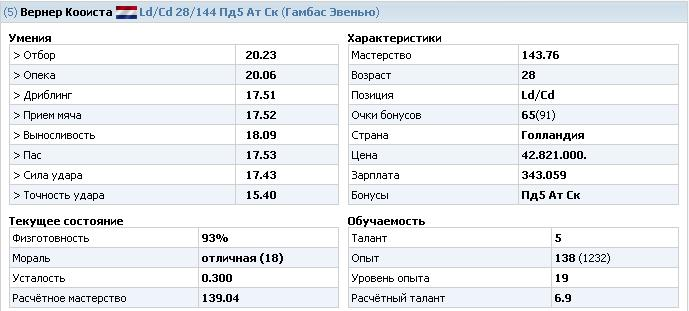 (5) Вернер Кооиста Ld/Cd 28/144 Пд5 Ат Ск (Гамбас Эвенью)
Умения
> Отбор 20.23
> Опека 20.06
> Дриблинг 17.51
> Прием мяча 17.52
> Выносливость 18.09
> Пас 17.53
> Сила удара 17.43
> Точность удара 15.40
Характеристики
Мастерство 143.76
Возраст 28
Позиция Ld/Cd
Очки бонусов 65(91)
Страна Голландия
Цена 42.821.000.
Зарплата 343.059
Бонусы Пд5 Ат Ск
Текущее состояние
Физготовность 93%
Мораль отличная (18)
Усталость 0.300
Расчётное мастерство 139.04
Обучаемость
Талант 5
Опыт 138 (1232)
Уровень опыта 19
Расчётный талант 6.9